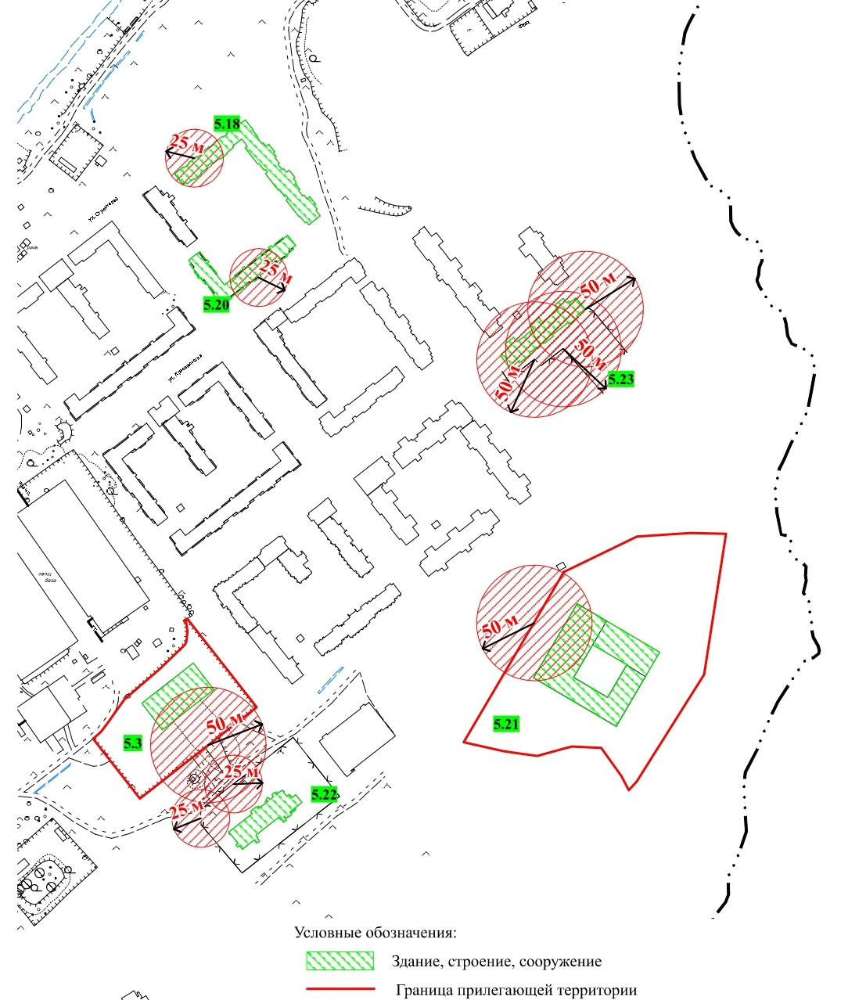 5.18
25 м
ул. Строителей
25 м
5.20
50 м
50 м
50 м
5.23
50 м
5.21
5.3
50 м
25 м
25 м
5.22
база
Условные обозначения:
Здание, строение, сооружение
Граница прилегающей территории